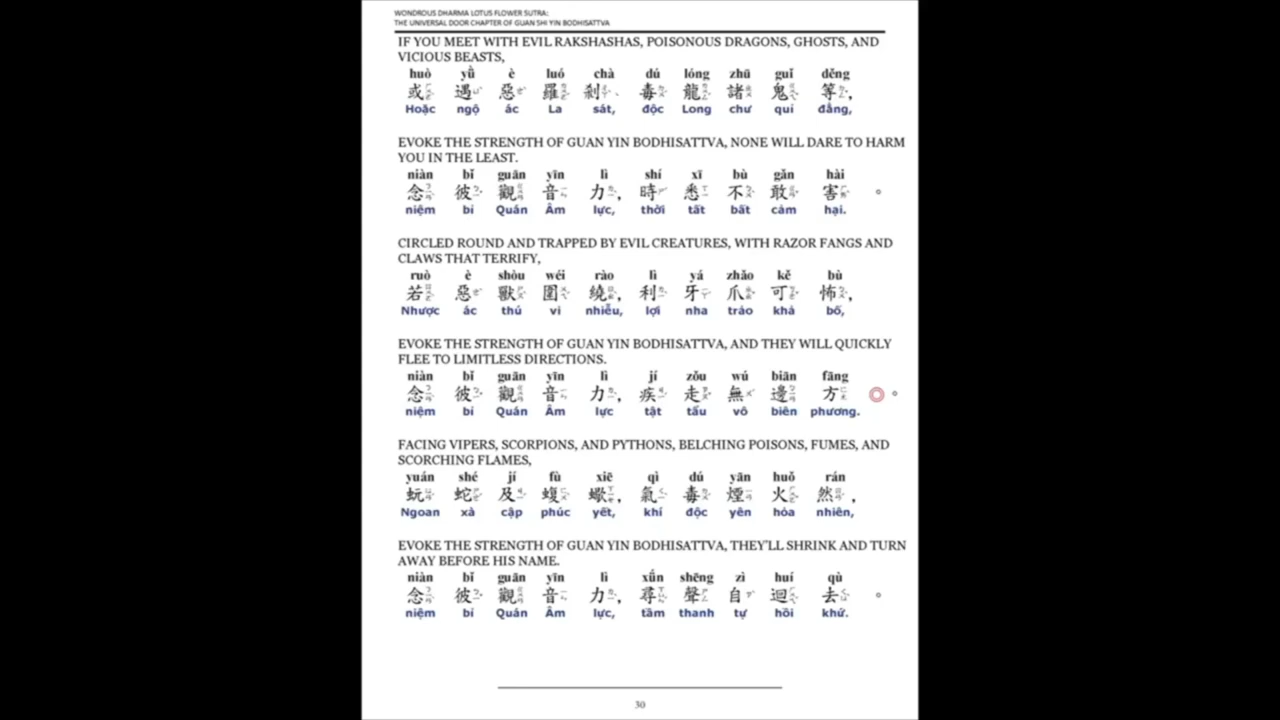 WONDROUS DHARMA LOTUS FLOWER SUTRA:
THE UNIVERSAL DOOR CHAPTER OF GUAN SHI YIN BODHISATTVA
IF YOU MEET WITH EVIL RAKSHASHAS, POISONOUS DRAGONS, GHOSTS, AND
VICIOUS BEASTS,
huò yǜ è luó chà dú lóng zhū guǐ děng
或 遇 惡 羅 剎 毒 龍 諸 鬼 等,
Hoặc ngộ ác La sát, độc Long chư quỉ đẳng,
EVOKE THE STRENGTH OF GUAN YIN BODHISATTVA, NONE WILL DARE TO HARM
YOU IN THE LEAST.
niàn bǐ guān yīn lì shí xī bù gǎn hài
念 彼 觀 音 力, 時 悉 不 敢 害 。
niệm bỉ Quán Âm lực, thời tất bất cảm hại.
CIRCLED ROUND AND TRAPPED BY EVIL CREATURES, WITH RAZOR FANGS AND
CLAWS THAT TERRIFY,
ruò è shòu wéi rào lì yá zhǎo kě bù
若 惡 獸 圍 繞, 利 牙 爪 可 怖,
Nhược ác thú vi nhiễu, lợi nha trảo khả bố,
EVOKE THE STRENGTH OF GUAN YIN BODHISATTVA, AND THEY WILL QUICKLY
FLEE TO LIMITLESS DIRECTIONS.
niàn bǐ guān yīn lì jí zǒu wú biān fāng
念 彼 觀 音 力 疾 走 無 邊 方 。
niệm bỉ Quán Âm lực tật tẩu vô biên phương.
FACING VIPERS, SCORPIONS, AND PYTHONS, BELCHING POISONS, FUMES, AND
SCORCHING FLAMES,
yuán shé jí fù xiē qì dú yān huǒ rán
蚖 蛇 及 蝮 蠍, 氣 毒 煙 火 然 ,
Ngoan xà cập phúc yết, khí độc yên hỏa nhiên,
EVOKE THE STRENGTH OF GUAN YIN BODHISATTVA, THEY'LL SHRINK AND TURN
AWAY BEFORE HIS NAME.
niàn bǐ guān yīn lì xǘn shēng zì huí qù
念 彼 觀 音 力, 尋 聲 自 迴 去 。
niệm bỉ Quán Âm lực, tầm thanh tự hồi khứ.
30